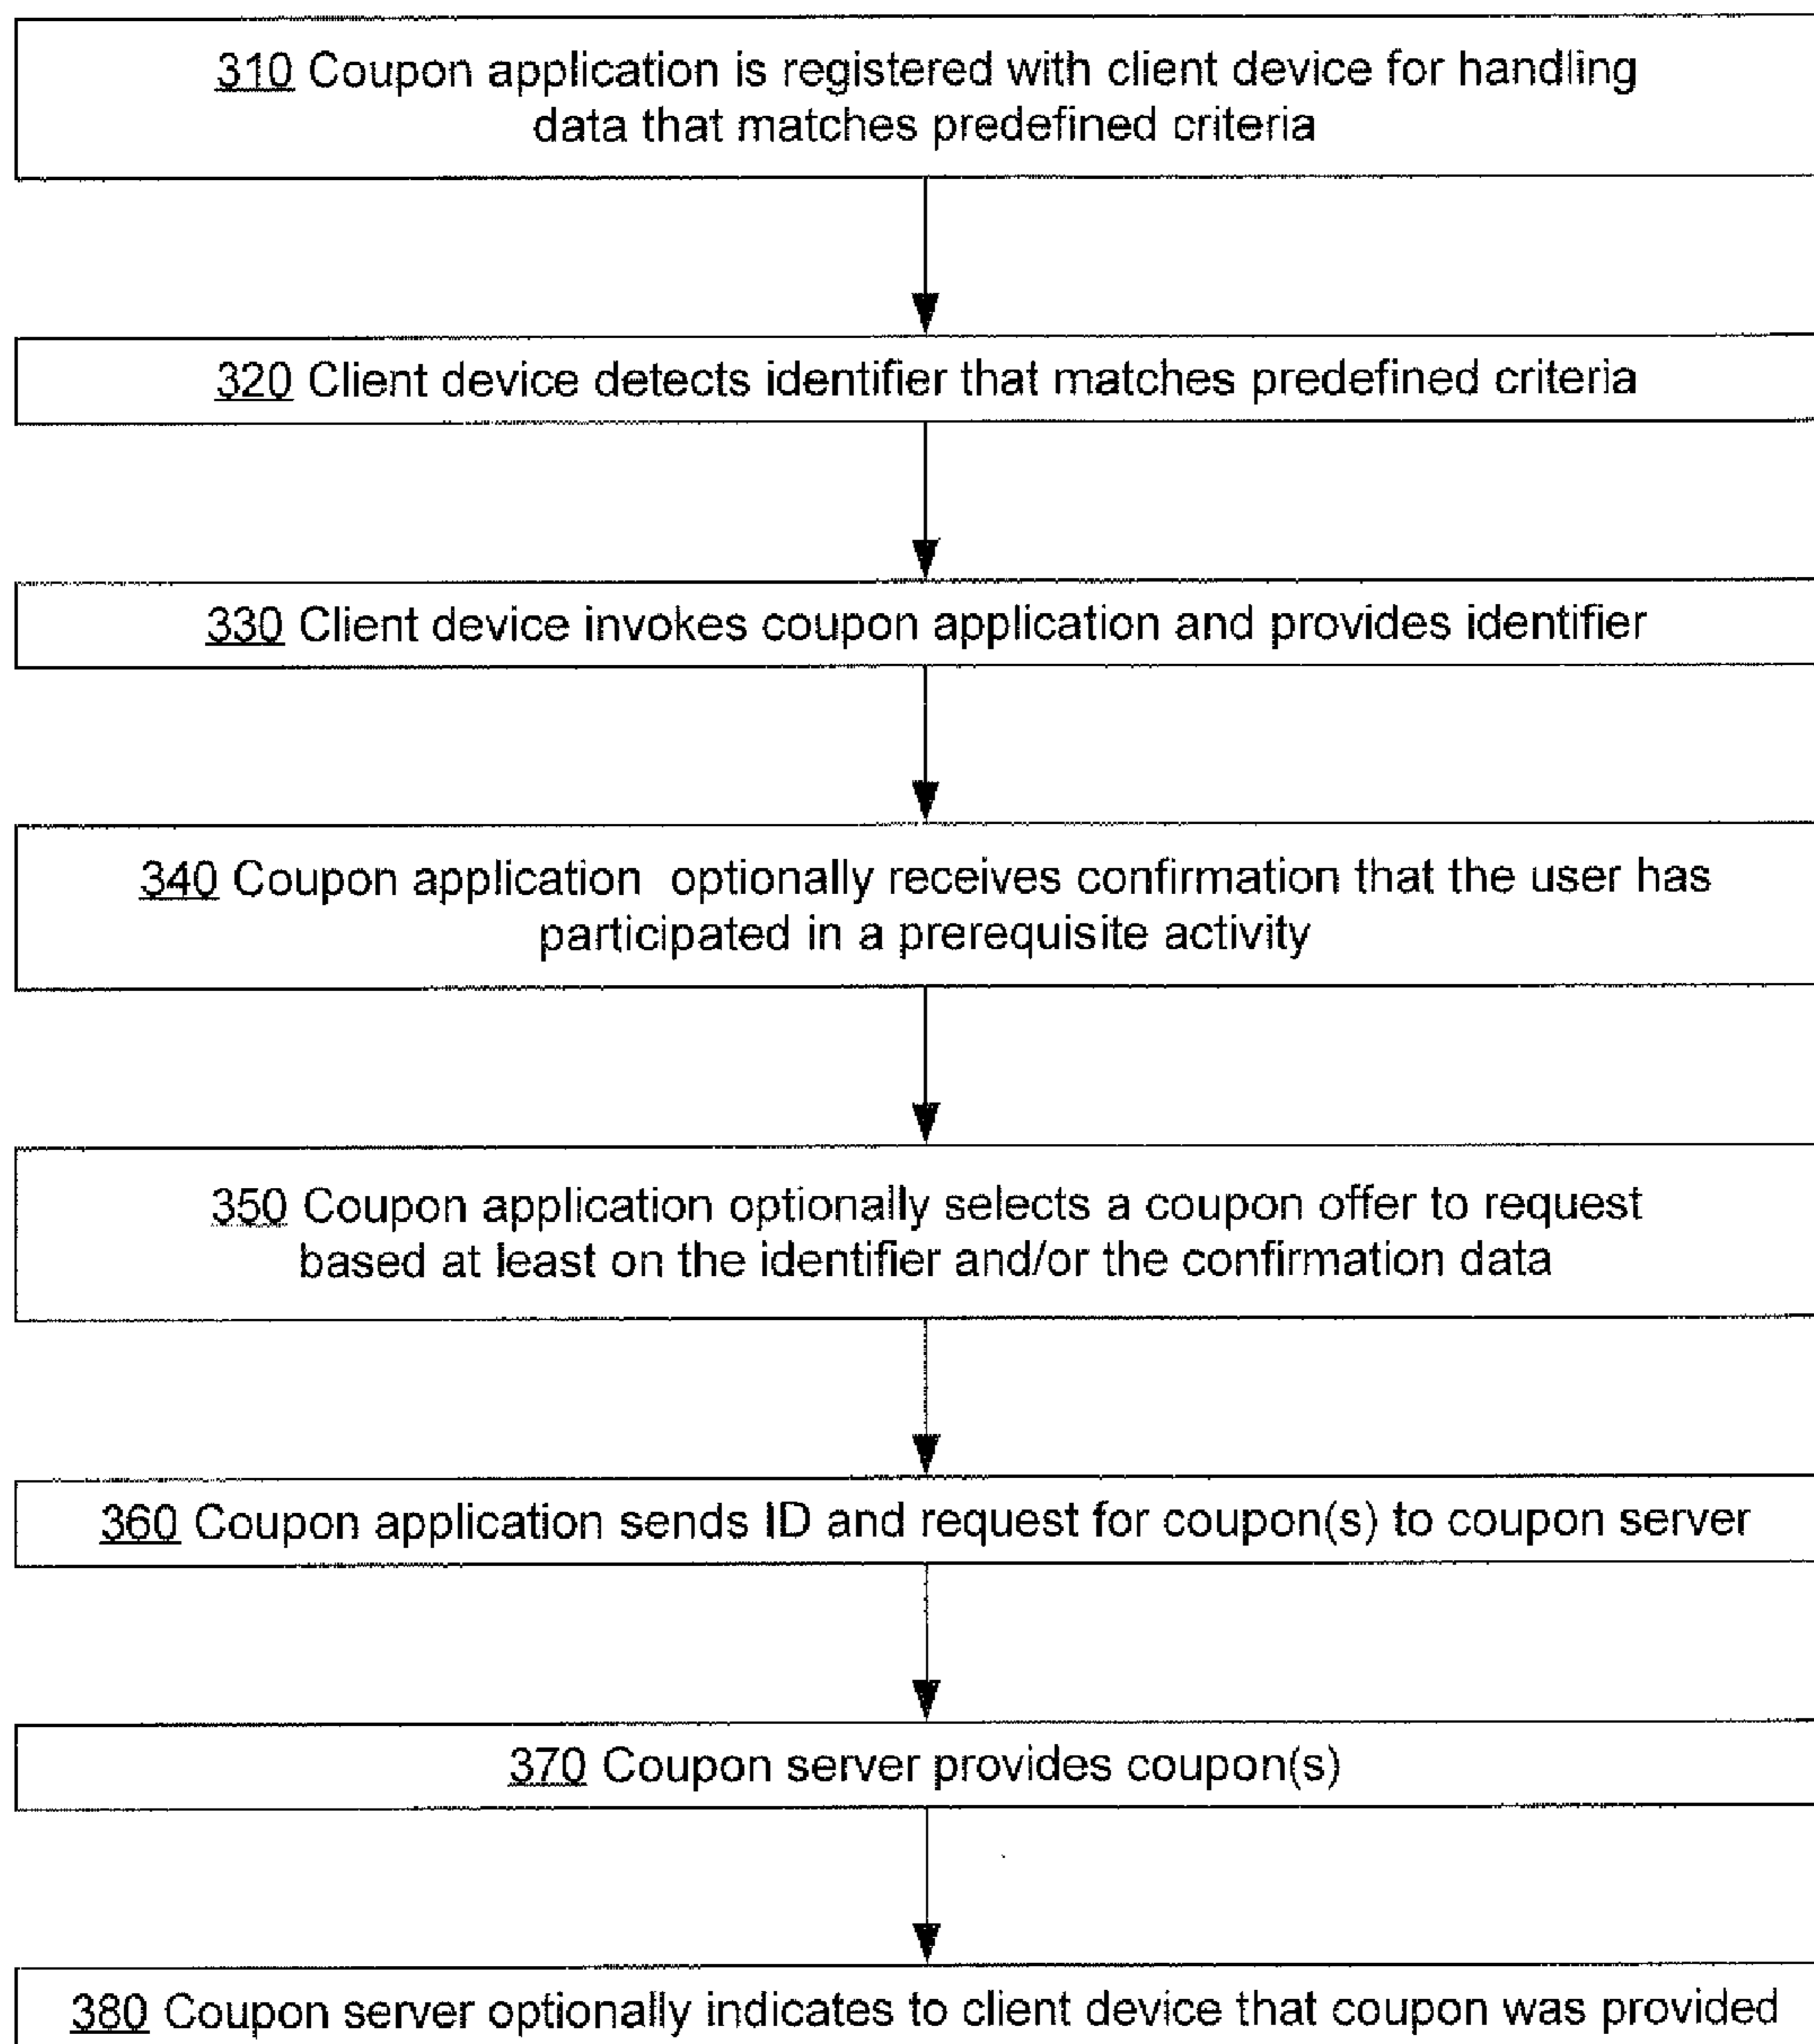 310 Coupon application is registered with client device for handling
data that matches predefined criteria
320 Client device detects identifier that matches predefined criteria
330 Client device invokes coupon application and provides identifier
340 Coupon application optionally receives confirmation that the user has
participated in a prerequisite activity
350 Coupon application optionally selects a coupon offer to request
based at least on the identifier and/or the confirmation data
360 Coupon application sends ID and request for coupon(s) to coupon server
370 Coupon server provides coupon(s)
380 Coupon server optionally indicates to client device that coupon was provided